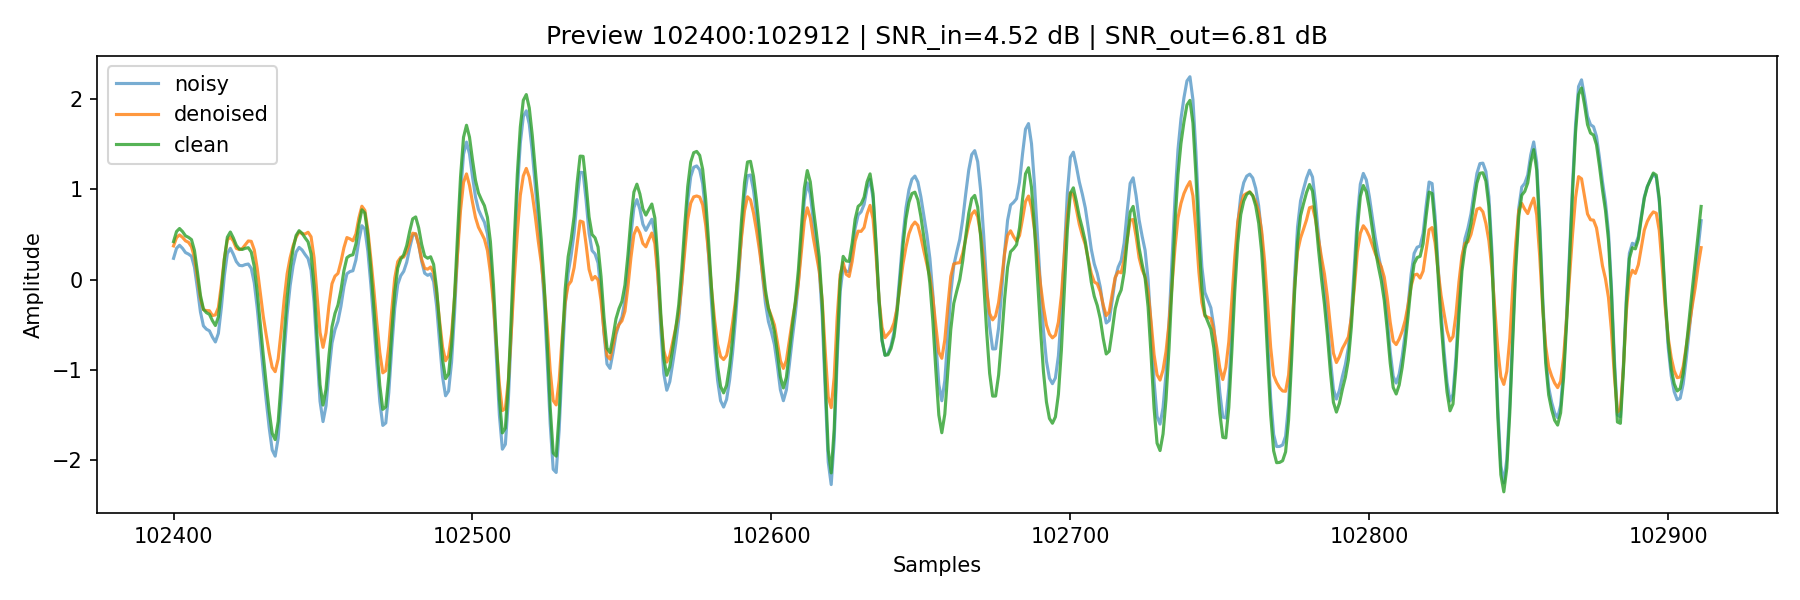 Preview 102400:102912 | SNR_in=4.52 dB | SNR_out=6.81 dB
noisy
denoised
clean
Amplitude
2
1
0
−1
−2
102400 102500 102600 102700 102800 102900
Samples